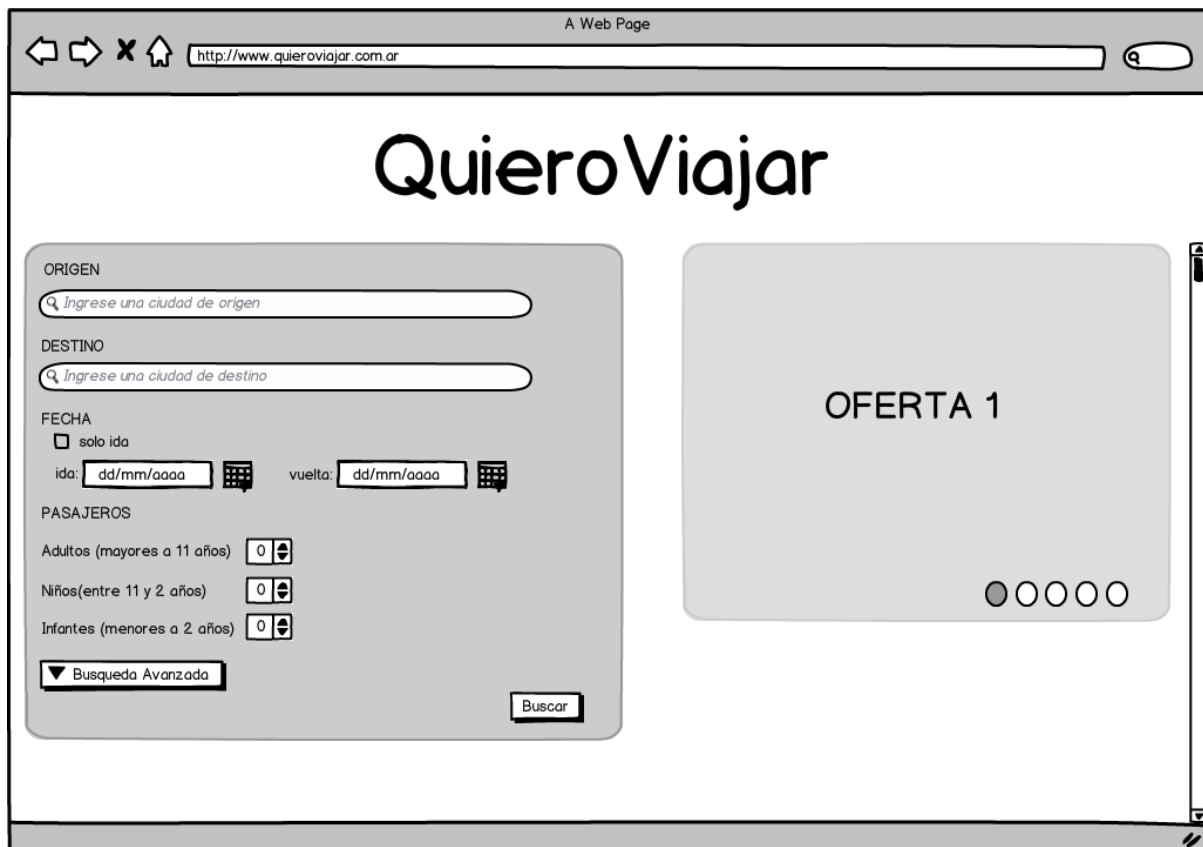 A Web Page
http://www.quieroviajar.com.ar
QuieroViajar
ORIGEN
Ingrese una ciudad de origen
DESTINO
Ingrese una ciudad de destino
FECHA
solo ida
ida: dd/mm/aaaa vuelta: dd/mm/aaaa
PASAJEROS
Adultos (mayores a 11 años) 0
Niños(entre 11 y 2 años) 0
Infantes (menores a 2 años) 0
Busqueda Avanzada
Buscar
OFERTA 1